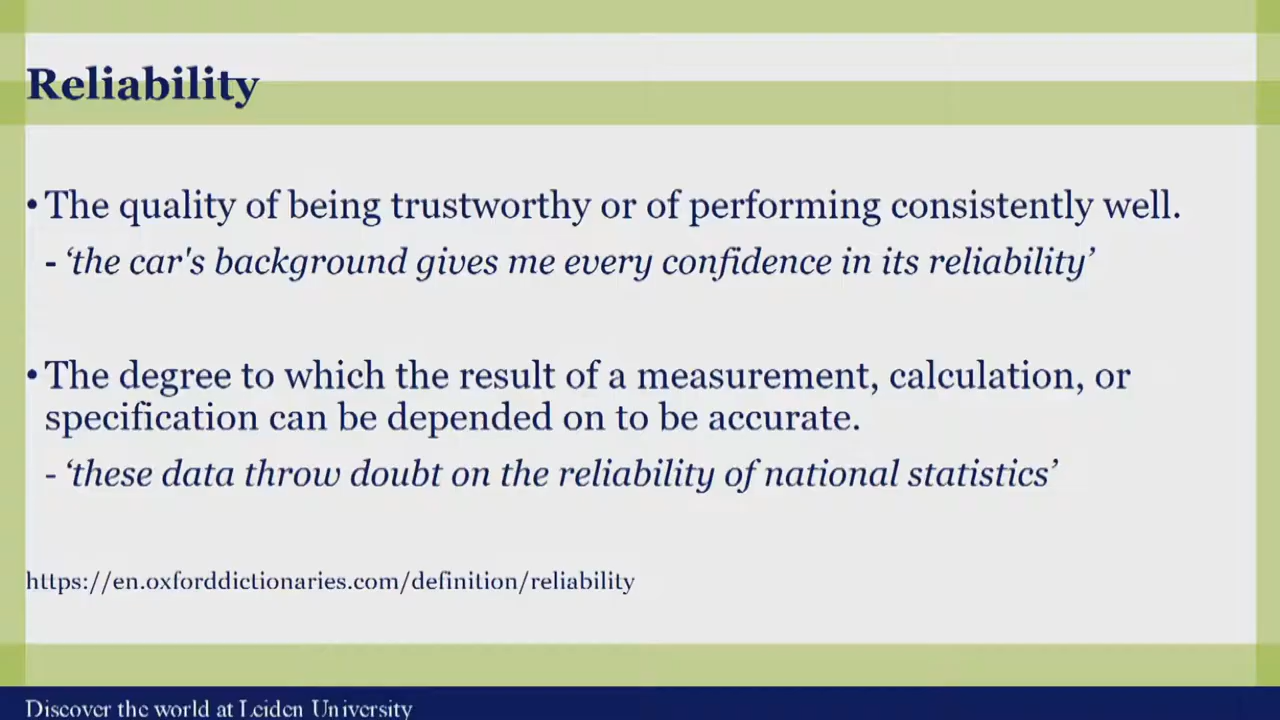 Reliability
•The quality of being trustworthy or of performing consistently well.
- ‘the car's background gives me every confidence in its reliability’
•The degree to which the result of a measurement, calculation, or
specification can be depended on to be accurate.
- ‘these data throw doubt on the reliability of national statistics’
https://en.oxforddictionaries.com/definition/reliability
Discover the world at Leiden University